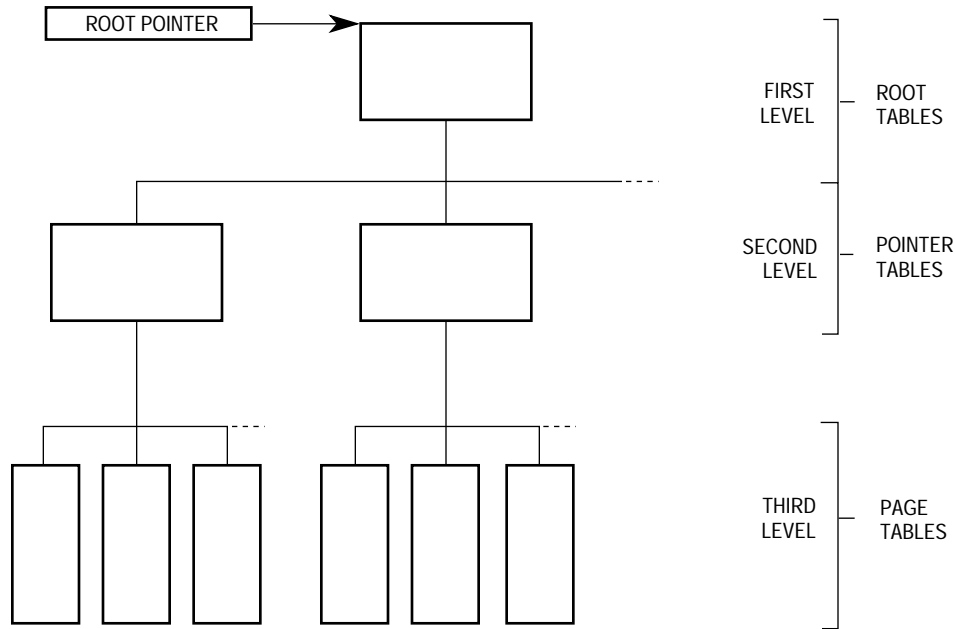 ROOT POINTER
FIRST
LEVEL
ROOT
TABLES
SECOND
LEVEL
POINTER
TABLES
THIRD
LEVEL
PAGE
TABLES